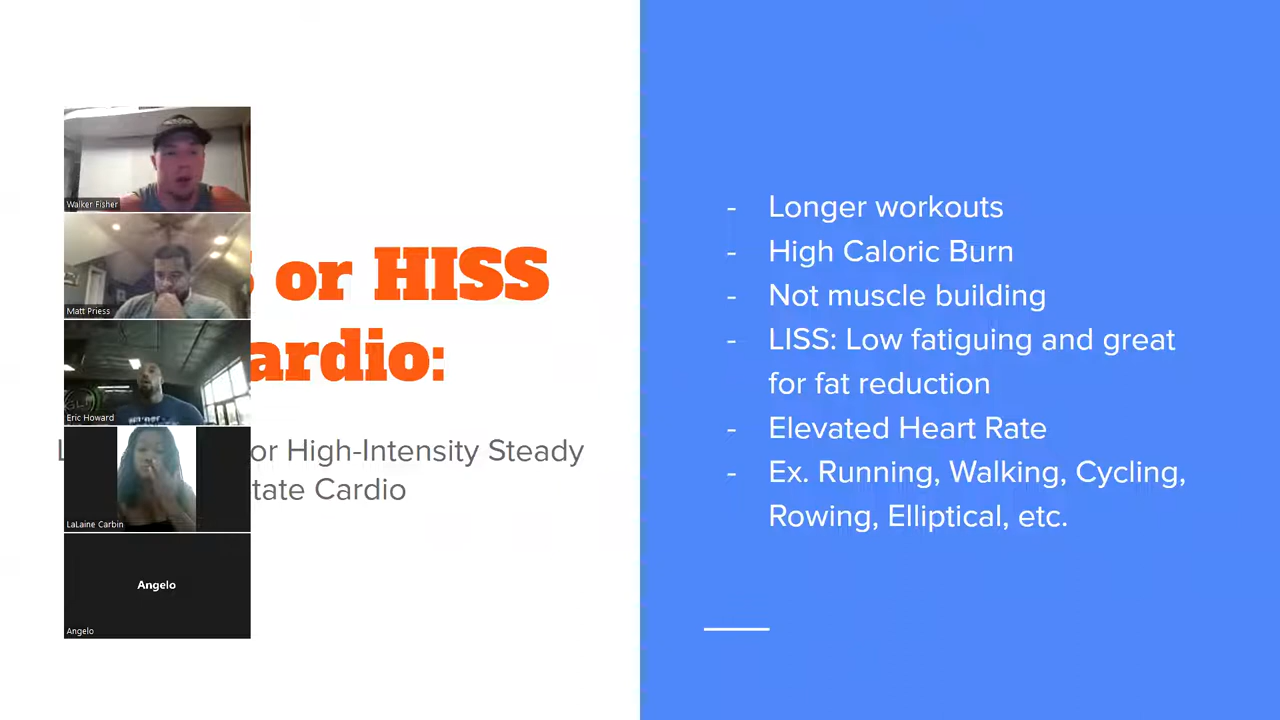 Walker Fisher
Matt Priess
Eric Howard
LaLaine Carbin
Angelo
Angelo
or HISS
ardio:
or High-Intensity Steady
tate Cardio
- Longer workouts
- High Caloric Burn
- Not muscle building
- LISS: Low fatiguing and great
for fat reduction
- Elevated Heart Rate
- Ex. Running, Walking, Cycling,
Rowing, Elliptical, etc.